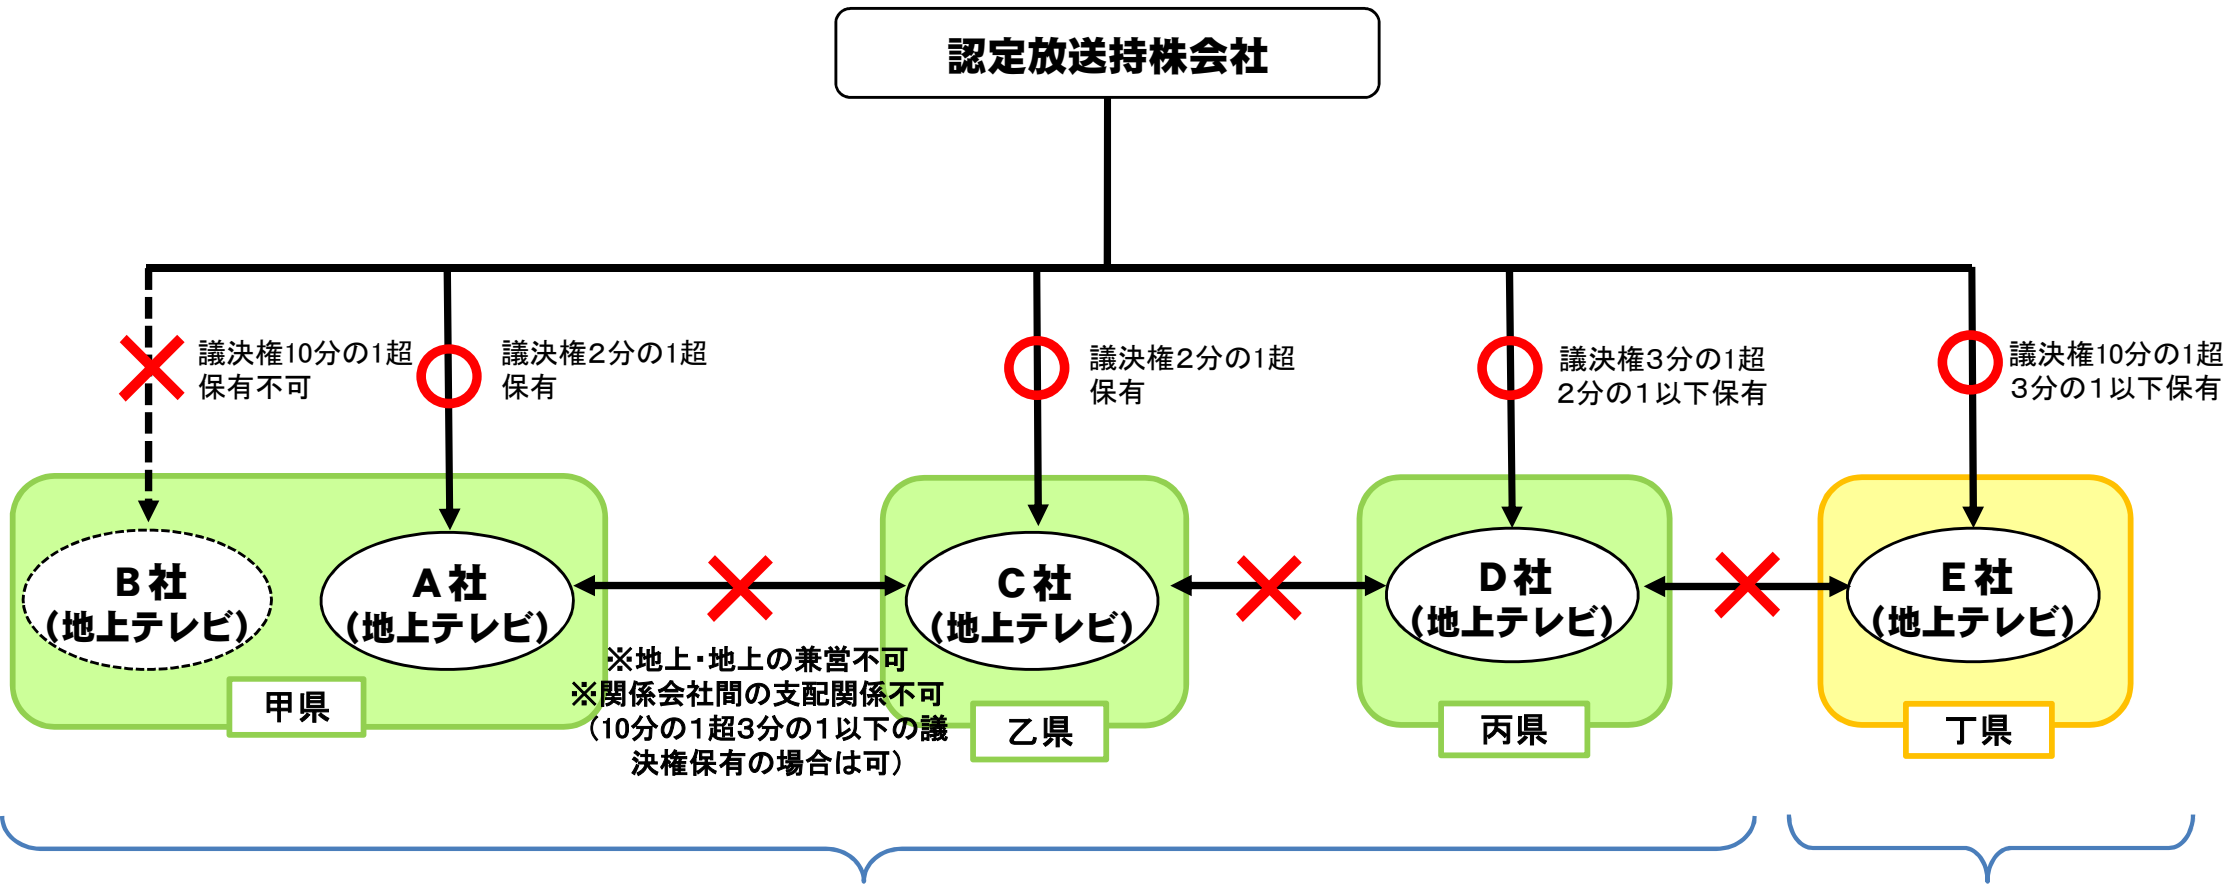 認定放送持株会社
議決権10分の1超
保有不可
議決権２分の1超
保有
議決権２分の1超
保有
議決権３分の1超
２分の１以下保有
議決権10分の1超
３分の１以下保有
Ｂ社
（地上テレビ）
Ａ社
（地上テレビ）
Ｃ社
（地上テレビ）
Ｄ社
（地上テレビ）
Ｅ社
（地上テレビ）
※地上・地上の兼営不可
※関係会社間の支配関係不可
（10分の１超３分の１以下の議
決権保有の場合は可）
甲県
乙県
丙県
丁県